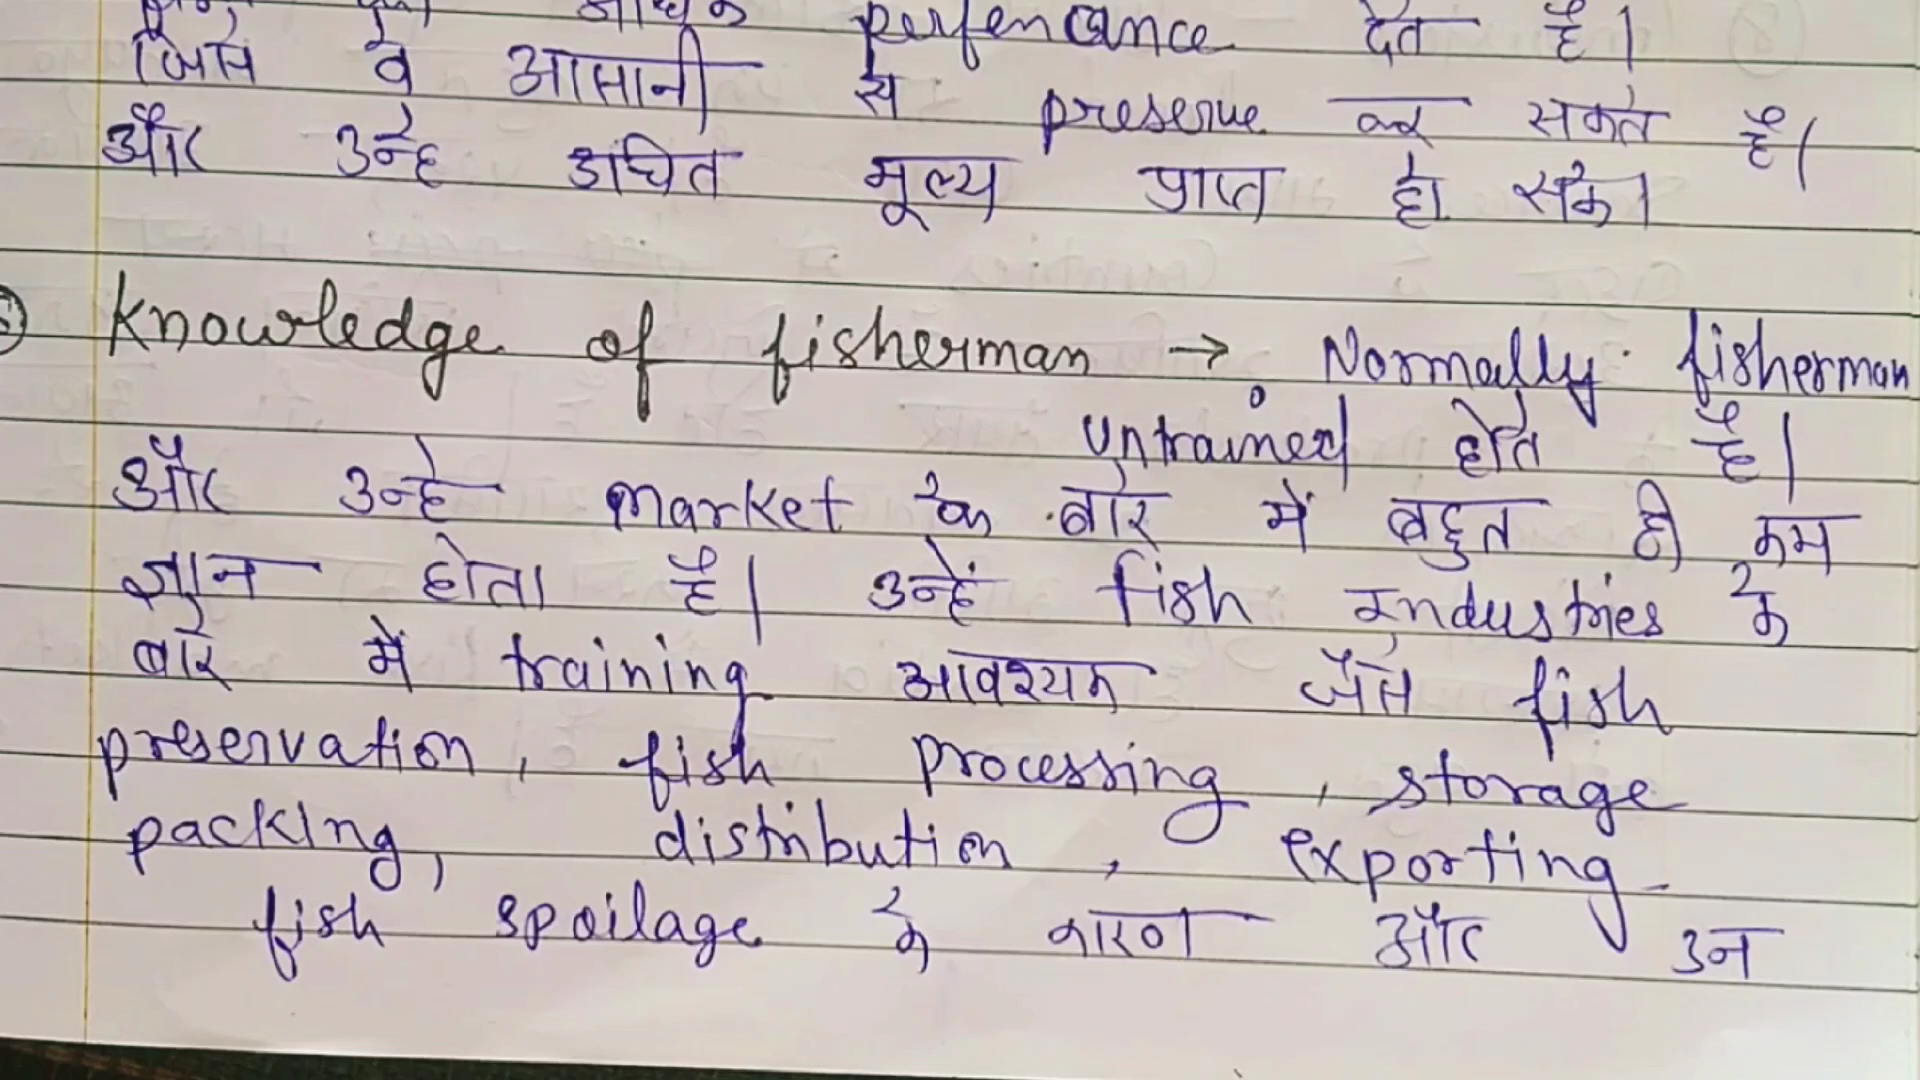 perfenance देते है।
जिसे वे आसानी से preserve कर सकते है।
और उन्हे उचित मूल्य प्राप्त हो सके।
Knowledge of fisherman → Normally fisherman
untrained होते है।
और उन्हे market के बारे में बहुत ही कम
ज्ञान होता है। उन्हें fish Industries के
बारे में training आवश्यक जैसे fish
preservation, fish processing, storage
packing, distribution, exporting
fish spoilage के कारण और उन